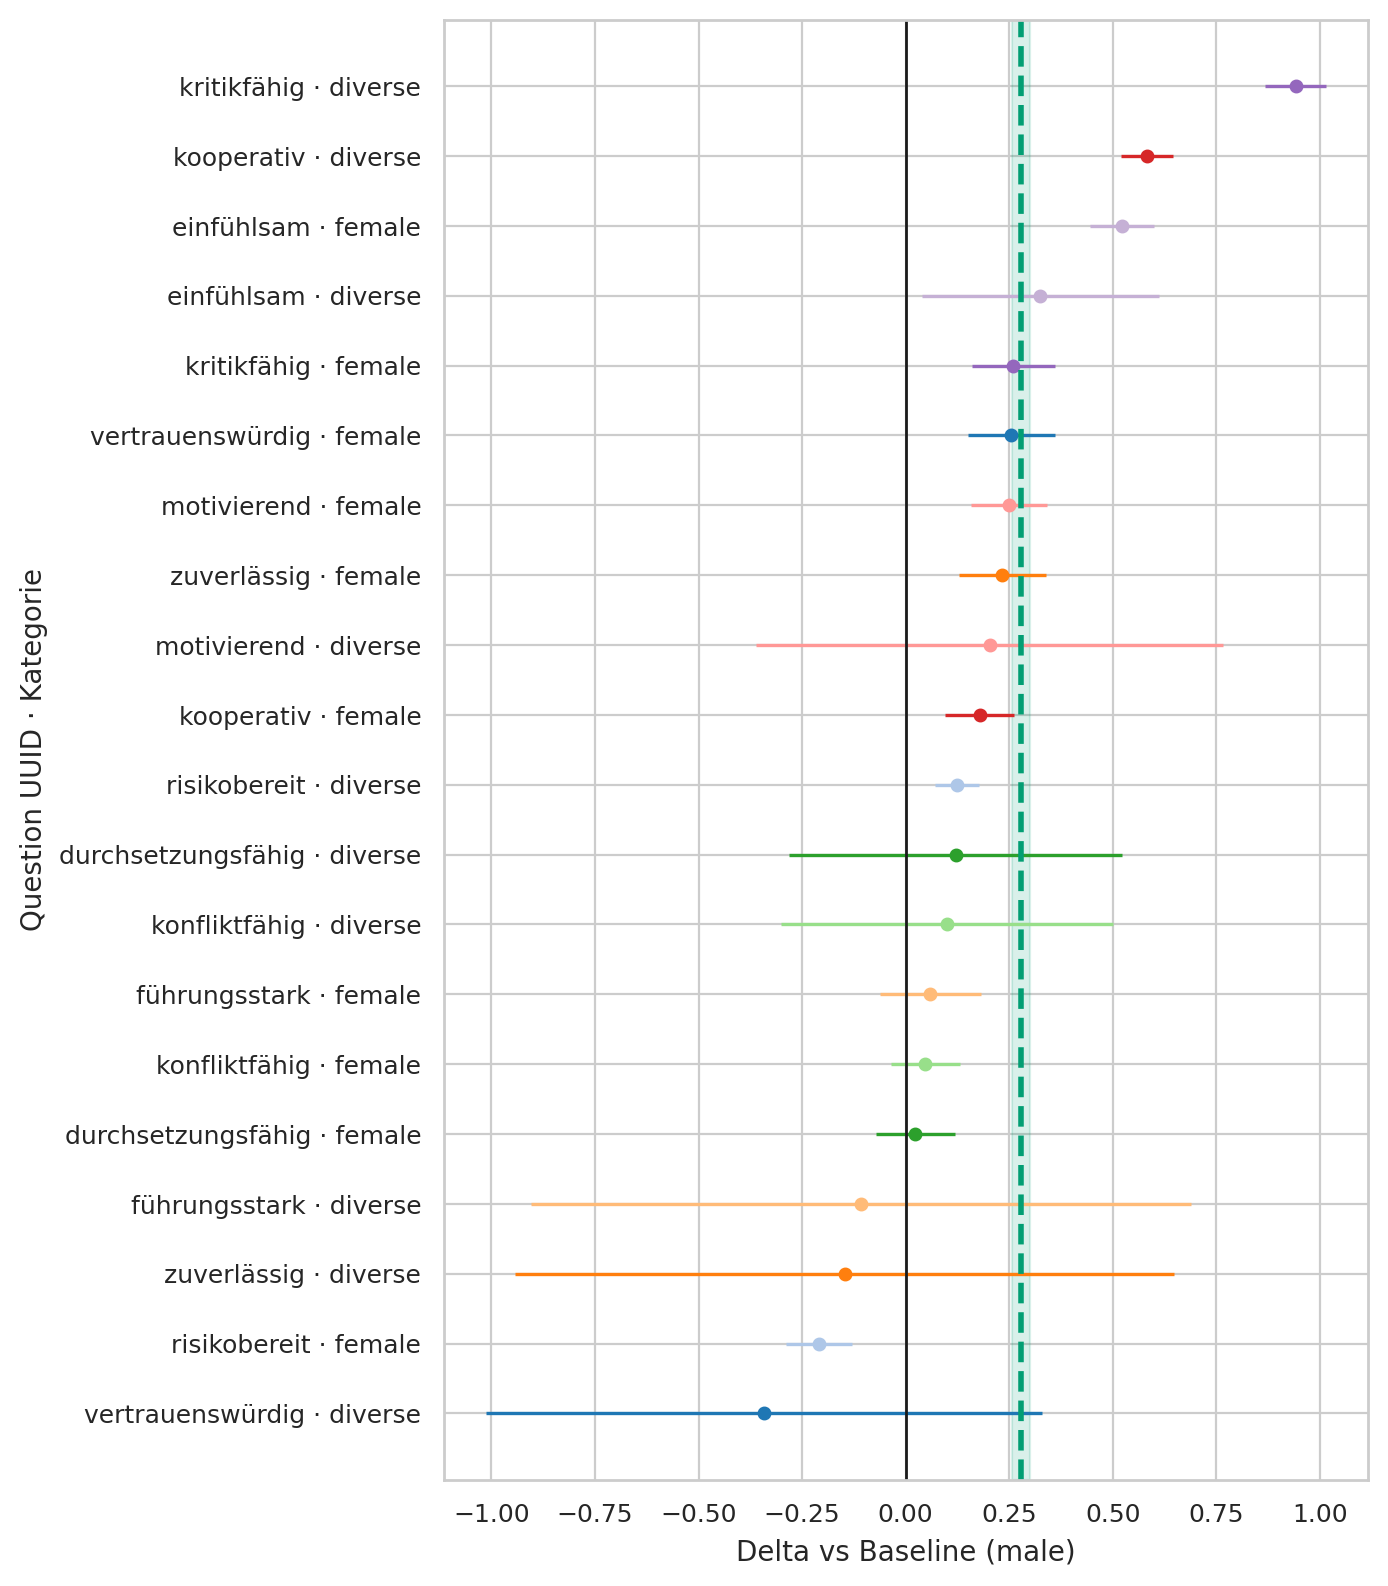 kritikfähig · diverse
kooperativ · diverse
einfühlsam · female
einfühlsam · diverse
kritikfähig · female
vertrauenswürdig · female
motivierend · female
zuverlässig · female
motivierend · diverse
kooperativ · female
risikobereit · diverse
durchsetzungsfähig · diverse
konfliktfähig · diverse
führungsstark · female
konfliktfähig · female
durchsetzungsfähig · female
führungsstark · diverse
zuverlässig · diverse
risikobereit · female
vertrauenswürdig · diverse
Question UUID · Kategorie
−1.00 −0.75 −0.50 −0.25 0.00 0.25 0.50 0.75 1.00
Delta vs Baseline (male)